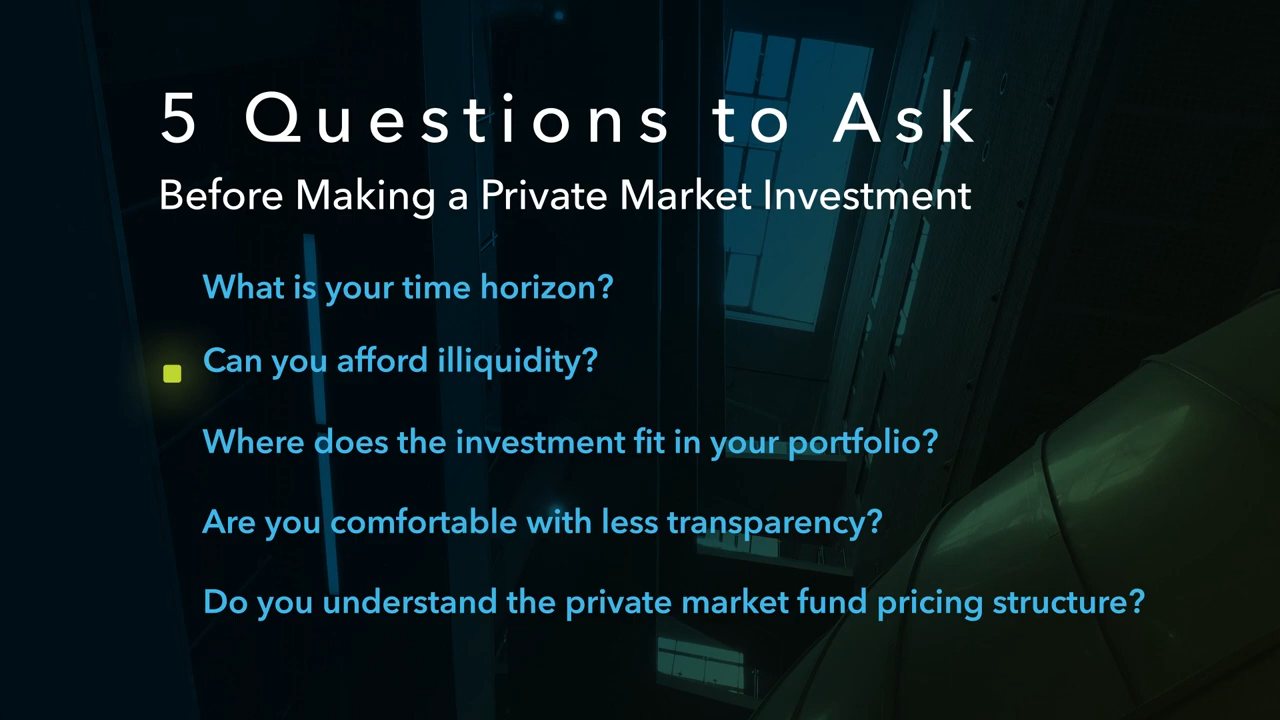 5 Questions to Ask
Before Making a Private Market Investment
What is your time horizon?
Can you afford illiquidity?
Where does the investment fit in your portfolio?
Are you comfortable with less transparency?
Do you understand the private market fund pricing structure?